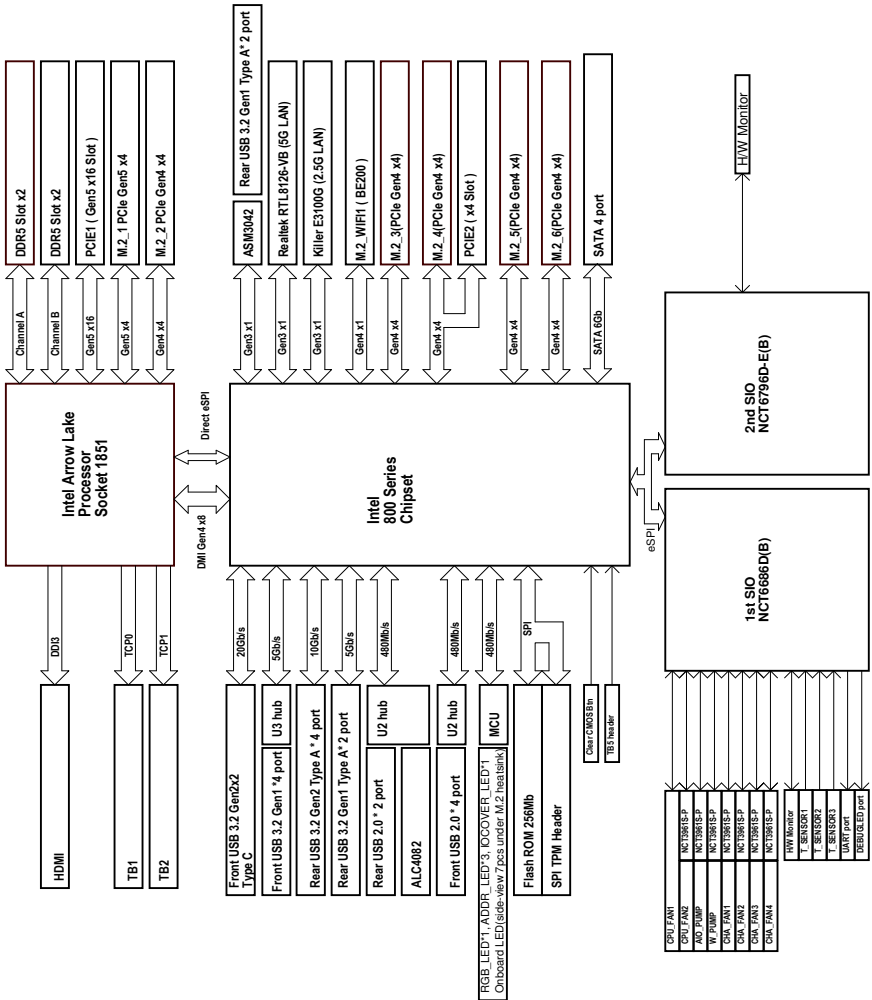 DDR5 Slot x2
DDR5 Slot x2
PCIE1 ( Gen5 x16 Slot )
M.2_1 PCIe Gen5 x4
M.2_2 PCIe Gen4 x4
Channel A
Channel B
Gen5 x16
Gen5 x4
Gen4 x4
Intel Arrow Lake
Processor
Socket 1851
DDI3
TCP0
TCP1
HDMI
TB1
TB2
DMI Gen4 x8
Direct eSPI
Rear USB 3.2 Gen1 Type A* 2 port
ASM3042
Realtek RTL8126-VB (5G LAN)
Killer E3100G (2.5G LAN)
M.2_WIFI1 ( BE200 )
M.2_3(PCIe Gen4 x4)
M.2_4(PCIe Gen4 x4)
PCIE2 ( x4 Slot )
M.2_5(PCIe Gen4 x4)
M.2_6(PCIe Gen4 x4)
SATA 4 port
Gen3 x1
Gen3 x1
Gen3 x1
Gen4 x1
Gen4 x4
Gen4 x4
Gen4 x4
Gen4 x4
SATA 6Gb
Intel
800 Series
Chipset
20Gb/s
5Gb/s
10Gb/s
5Gb/s
480Mb/s
480Mb/s
480Mb/s
SPI
Front USB 3.2 Gen2x2
Type C
U3 hub
Front USB 3.2 Gen1 *4 port
Rear USB 3.2 Gen2 Type A * 4 port
Rear USB 3.2 Gen1 Type A* 2 port
U2 hub
Rear USB 2.0 * 2 port
ALC4082
U2 hub
Front USB 2.0 * 4 port
MCU
RGB_LED*1, ADDR_LED*3, IOCOVER_LED*1
Onboard LED(side-view 7pcs under M.2 heatsink)
Flash ROM 256Mb
SPI TPM Header
Clear CMOS Btn
TB5 header
H/W Monitor
eSPI
2nd SIO
NCT6796D-E(B)
1st SIO
NCT6686D(B)
CPU_FAN1
NCT3961S-P
CPU_FAN2
NCT3961S-P
AIO_PUMP
NCT3961S-P
W_PUMP
NCT3961S-P
CHA_FAN1
NCT3961S-P
CHA_FAN2
NCT3961S-P
CHA_FAN3
NCT3961S-P
CHA_FAN4
NCT3961S-P
H/W Monitor
T_SENSOR1
T_SENSOR2
T_SENSOR3
UART port
DEBUGLED port